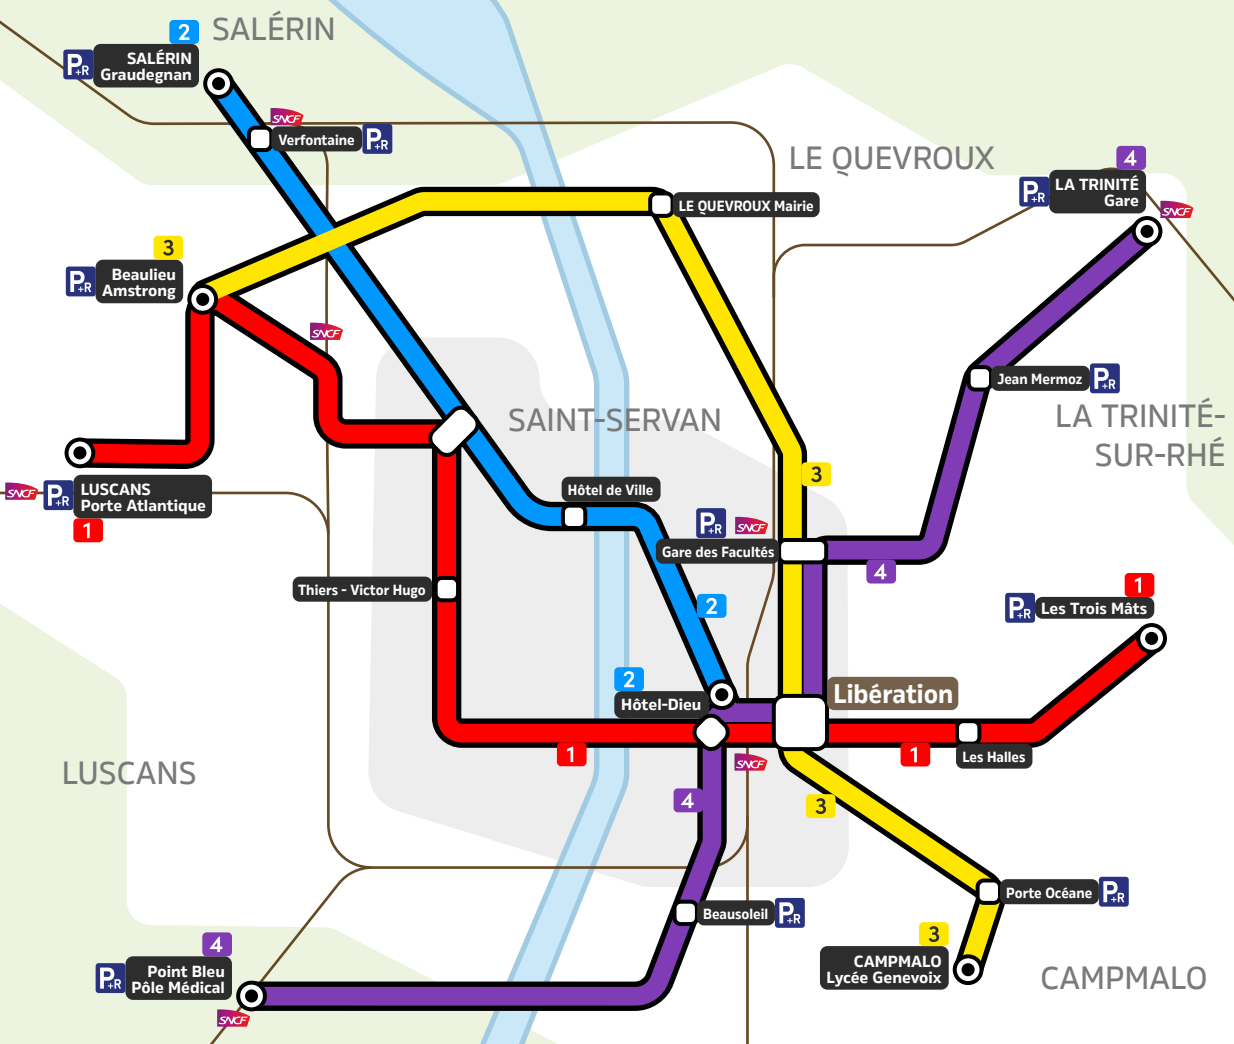 2
SALÉRIN
P+R
SALÉRIN
Graudegnan
SNCF
Verfontaine
P+R
LE QUEVROUX
4
P+R
LA TRINITÉ
Gare
SNCF
LE QUEVROUX Mairie
3
P+R
Beaulieu
Amstrong
SNCF
Jean Mermoz
P+R
SAINT-SERVAN
LA TRINITÉ-
SUR-RHÉ
3
SNCF
P+R
LUSCANS
Porte Atlantique
1
Hôtel de Ville
P+R
SNCF
Gare des Facultés
4
Thiers - Victor Hugo
2
1
P+R
Les Trois Mâts
2
Hôtel-Dieu
Libération
1
SNCF
1
Les Halles
LUSCANS
4
3
Beausoleil
P+R
Porte Océane
P+R
4
P+R
Point Bleu
Pôle Médical
SNCF
3
CAMPMALO
Lycée Genevoix
CAMPMALO